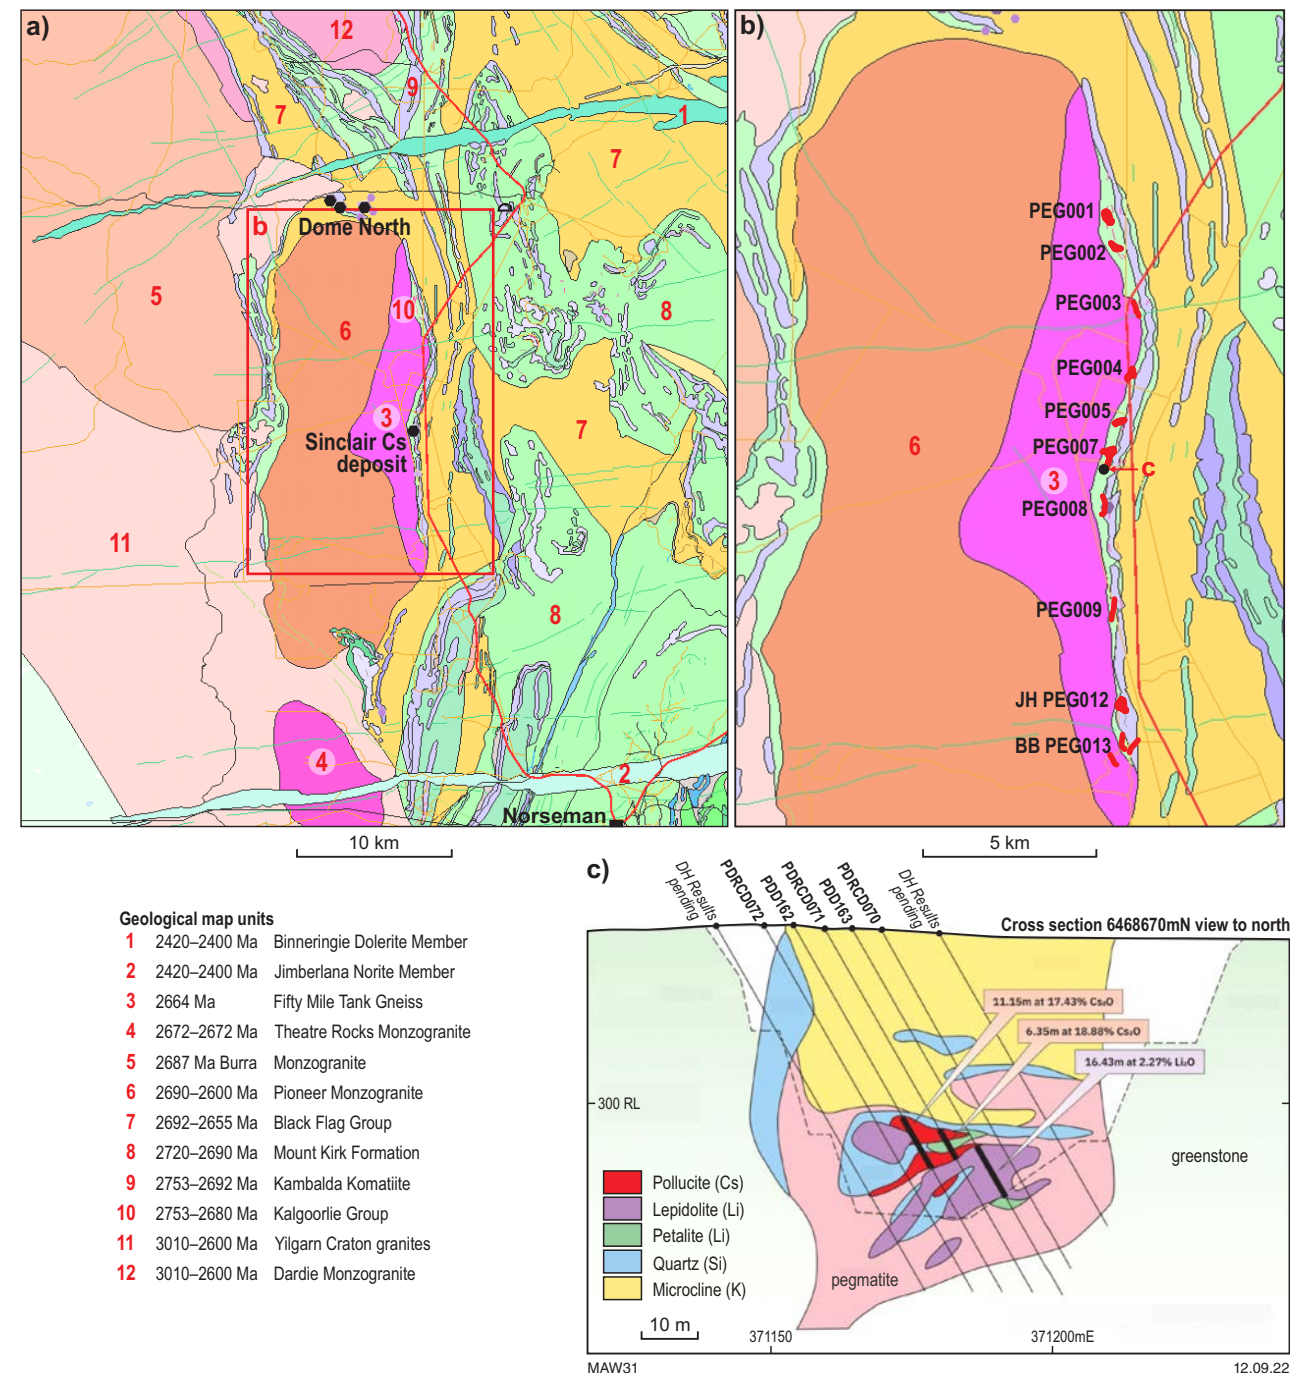 a)
12
9
7
1
7
Dome North
b
5
10
6
8
3
7
Sinclair Cs
deposit
11
8
4
2
Norseman
10 km
b)
PEG001
PEG002
PEG003
PEG004
PEG005
6
PEG007
C
3
PEG008
PEG009
JH PEG012
BB PEG013
5 km
Geological map units
1 2420–2400 Ma Binneringie Dolerite Member
2 2420–2400 Ma Jimberlana Norite Member
3 2664 Ma Fifty Mile Tank Gneiss
4 2672–2672 Ma Theatre Rocks Monzogranite
5 2687 Ma Burra Monzogranite
6 2690–2600 Ma Pioneer Monzogranite
7 2692–2655 Ma Black Flag Group
8 2720–2690 Ma Mount Kirk Formation
9 2753–2692 Ma Kambalda Komatiite
10 2753–2680 Ma Kalgoorlie Group
11 3010–2600 Ma Yilgarn Craton granites
12 3010–2600 Ma Dardie Monzogranite
c)
DH Results
pending
PDRCD072
PDD162
PDRCD071
PDD163
PDRCD070
DH Results
pending
Cross section 6468670mN view to north
11.15m at 17.43% Cs₂O
6.35m at 18.88% Cs₂O
16.43m at 2.27% Li₂O
300 RL
greenstone
Pollucite (Cs)
Lepidolite (Li)
Petalite (Li)
Quartz (Si)
Microcline (K)
pegmatite
10 m
371150
371200mE
MAW31
12.09.22